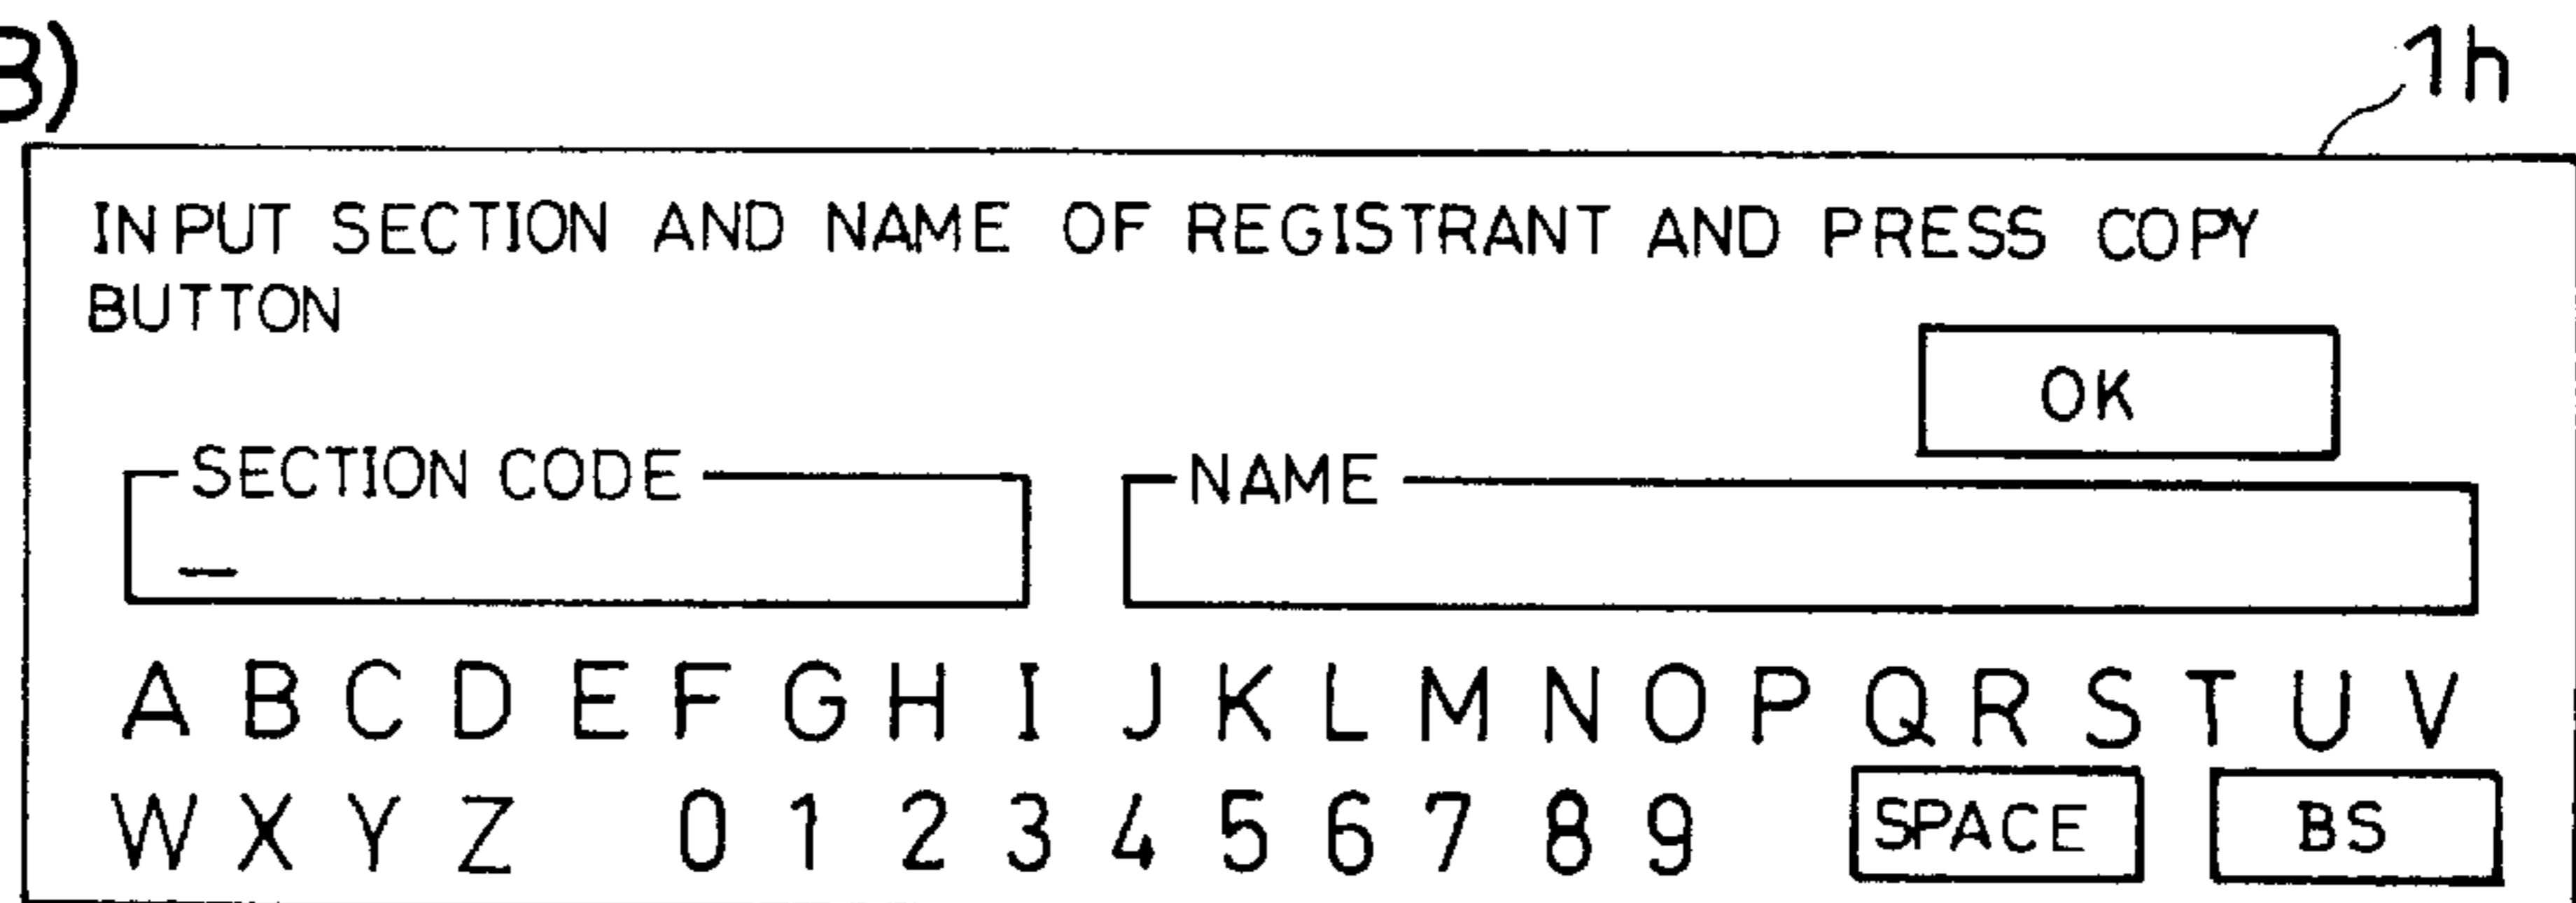 B)
1h
INPUT SECTION AND NAME OF REGISTRANT AND PRESS COPY
BUTTON
OK
SECTION CODE NAME
_
A B C D E F G H I J K L M N O P Q R S T U V
W X Y Z 0 1 2 3 4 5 6 7 8 9 SPACE BS